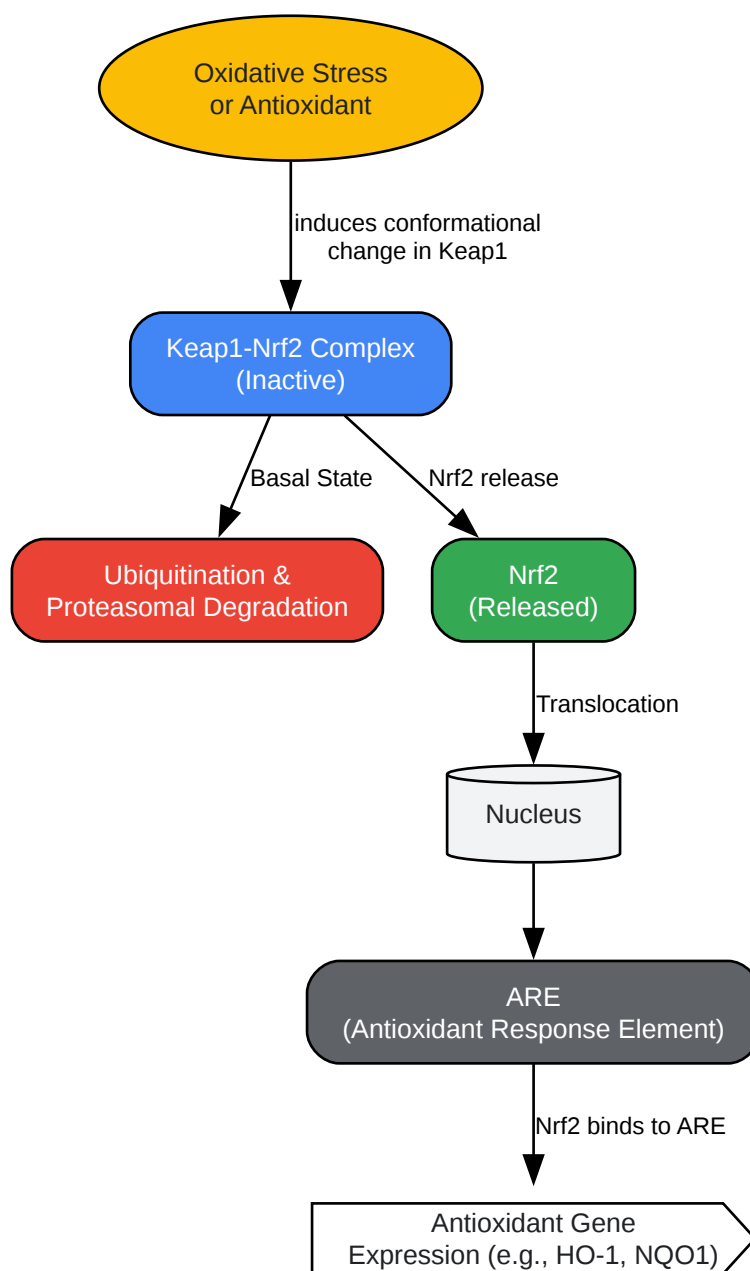 Oxidative Stress
or Antioxidant
induces conformational
change in Keap1
Keap1-Nrf2 Complex
(Inactive)
Basal State
Nrf2 release
Ubiquitination &
Proteasomal Degradation
Nrf2
(Released)
Translocation
Nucleus
ARE
(Antioxidant Response Element)
Nrf2 binds to ARE
Antioxidant Gene
Expression (e.g., HO-1, NQO1)